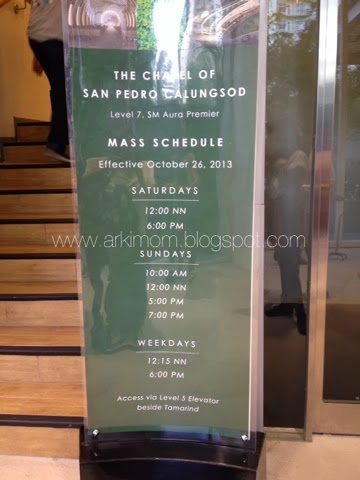 THE CHAPEL OF
SAN PEDRO CALUNGSOD
Level 7, SM Aura Premier
MASS SCHEDULE
Effective October 26, 2013
SATURDAYS
12:00 NN
6:00 PM
www.arkimom.blogspot.com
SUNDAYS
10:00 AM
12:00 NN
5:00 PM
7:00 PM
WEEKDAYS
12:15 NN
6:00 PM
Access via Level 5 Elevator
beside Tamarind